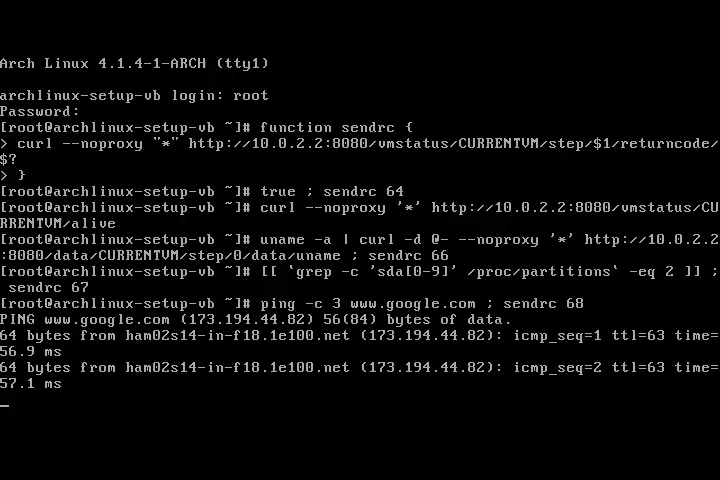 Arch Linux 4.1.4-1-ARCH (tty1)
archlinux-setup-vb login: root
Password:
[root@archlinux-setup-vb ~]# function sendrc {
> curl --noproxy "*" http://10.0.2.2:8080/vmstatus/CURRENTVM/step/$1/returncode/
$?
> }
[root@archlinux-setup-vb ~]# true ; sendrc 64
[root@archlinux-setup-vb ~]# curl --noproxy '*' http://10.0.2.2:8080/vmstatus/CU
RRENTVM/alive
[root@archlinux-setup-vb ~]# uname -a | curl -d @- --noproxy '*' http://10.0.2.2
:8080/data/CURRENTVM/step/0/data/uname ; sendrc 66
[root@archlinux-setup-vb ~]# [[ `grep -c 'sda[0-9]' /proc/partitions` -eq 2 ]] ;
 sendrc 67
[root@archlinux-setup-vb ~]# ping -c 3 www.google.com ; sendrc 68
PING www.google.com (173.194.44.82) 56(84) bytes of data.
64 bytes from ham02s14-in-f18.1e100.net (173.194.44.82): icmp_seq=1 ttl=63 time=
56.9 ms
64 bytes from ham02s14-in-f18.1e100.net (173.194.44.82): icmp_seq=2 ttl=63 time=
57.1 ms
_